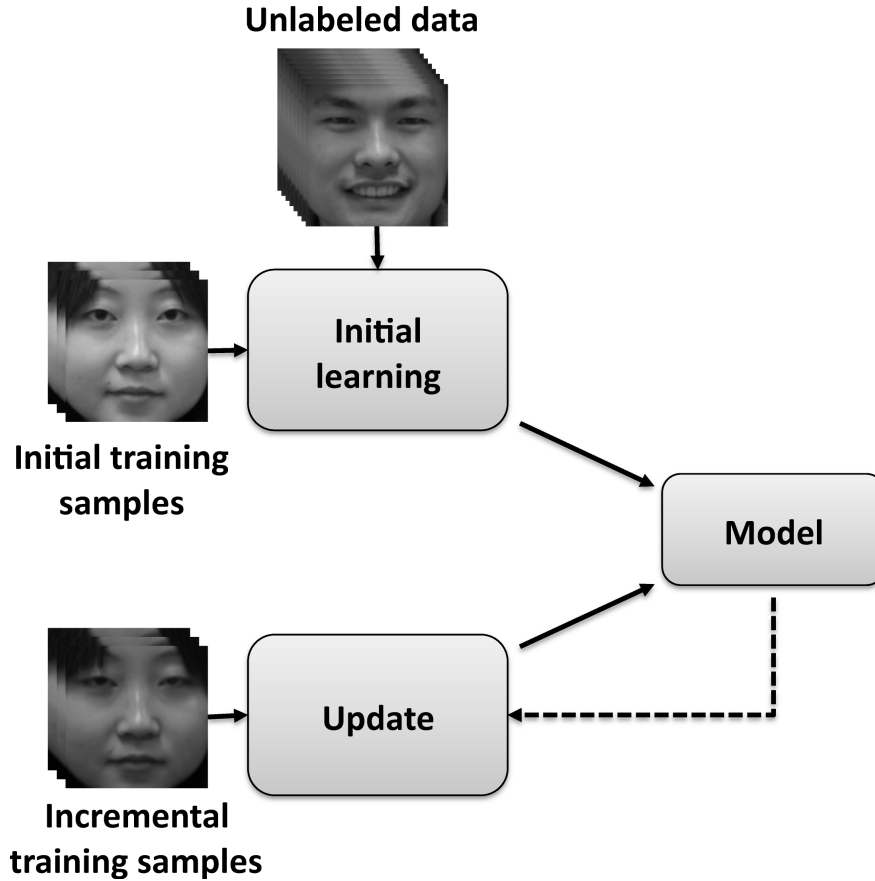 Unlabeled data
Initial
learning
Initial training
samples
Model
Update
Incremental
training samples